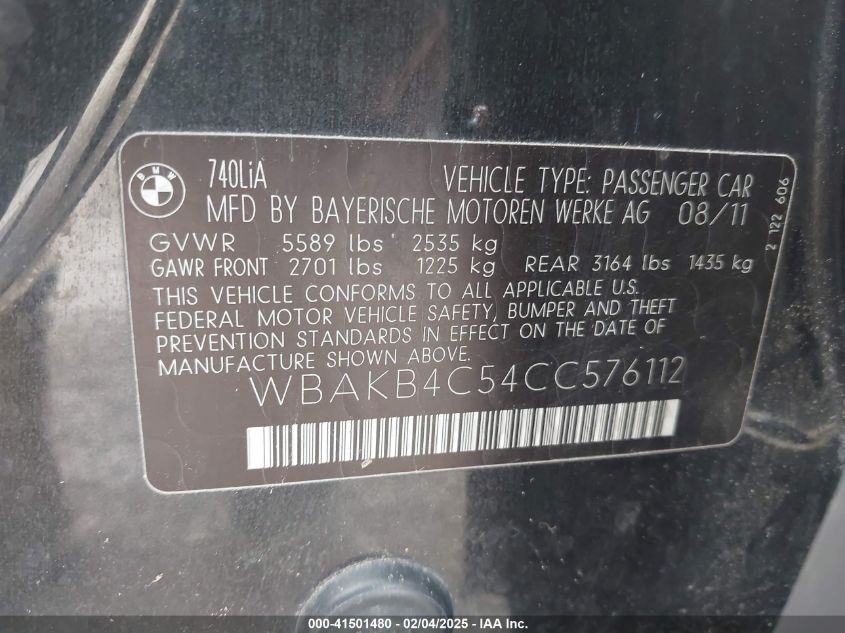 BMW
740LiA
VEHICLE TYPE: PASSENGER CAR
MFD BY BAYERISCHE MOTOREN WERKE AG 08/11
GVWR 5589 lbs 2535 kg
GAWR FRONT 2701 lbs 1225 kg REAR 3164 lbs 1435 kg
THIS VEHICLE CONFORMS TO ALL APPLICABLE U.S.
FEDERAL MOTOR VEHICLE SAFETY, BUMPER AND THEFT
PREVENTION STANDARDS IN EFFECT ON THE DATE OF
MANUFACTURE SHOWN ABOVE.
WBAKB4C54CC576112
2 122 606
000-41501480 - 02/04/2025 - IAA Inc.